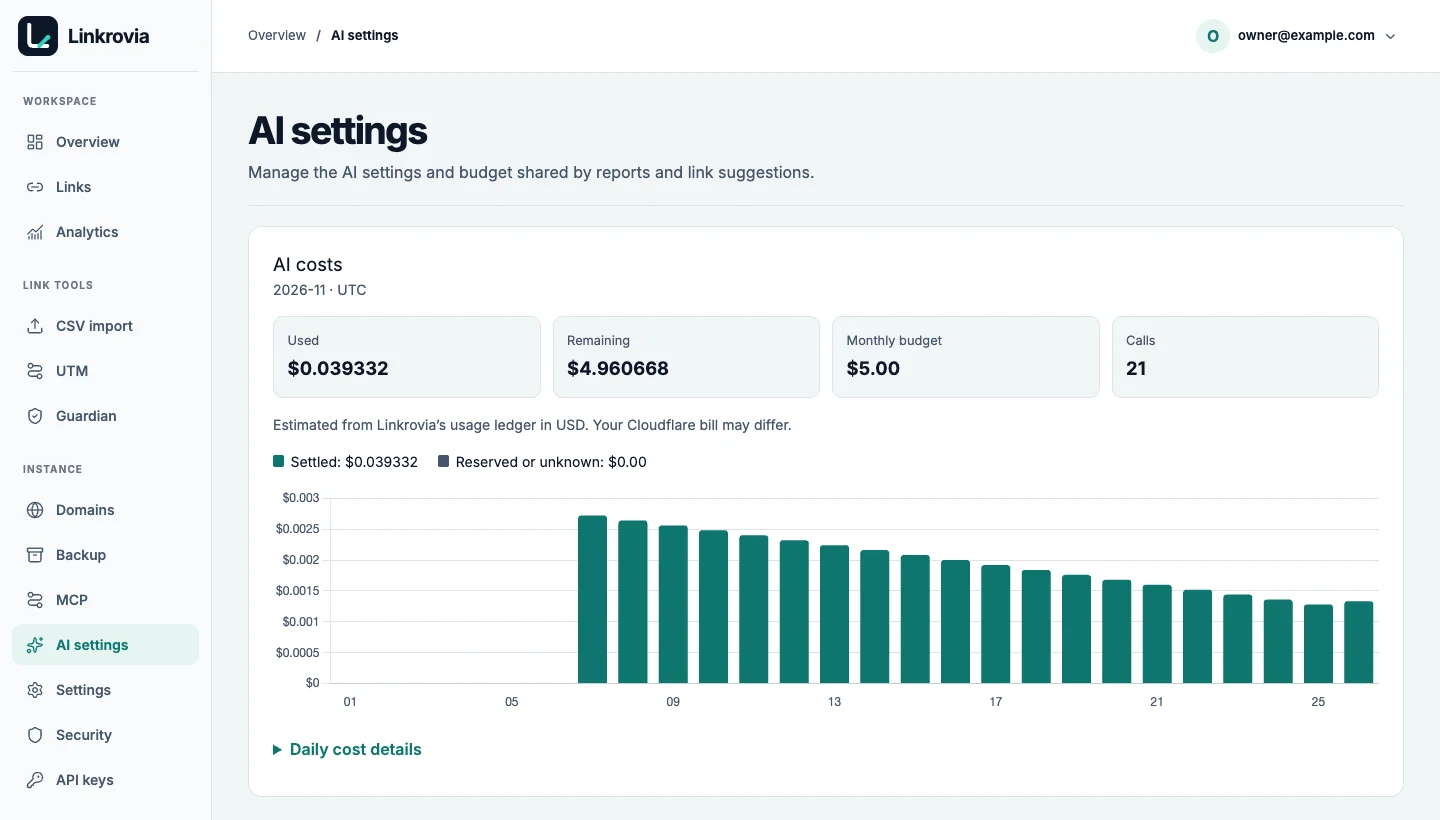 Linkrovia
Overview / AI settings
O owner@example.com
WORKSPACE
Overview
Links
Analytics
LINK TOOLS
CSV import
UTM
Guardian
INSTANCE
Domains
Backup
MCP
AI settings
Settings
Security
API keys
AI settings
Manage the AI settings and budget shared by reports and link suggestions.
AI costs
2026-11 · UTC
Used
$0.039332
Remaining
$4.960668
Monthly budget
$5.00
Calls
21
Estimated from Linkrovia’s usage ledger in USD. Your Cloudflare bill may differ.
Settled: $0.039332 Reserved or unknown: $0.00
$0.003
$0.0025
$0.002
$0.0015
$0.001
$0.0005
$0
01 05 09 13 17 21 25
Daily cost details